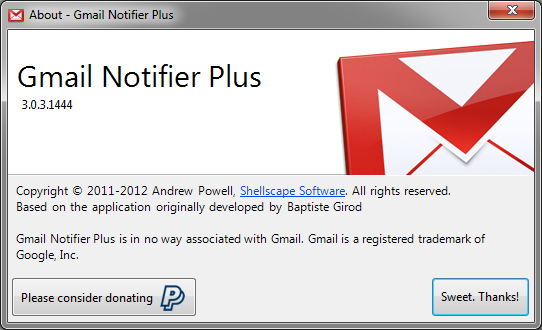 About - Gmail Notifier Plus
Gmail Notifier Plus
3.0.3.1444
Copyright © 2011-2012 Andrew Powell, Shellscape Software. All rights reserved.
Based on the application originally developed by Baptiste Girod
Gmail Notifier Plus is in no way associated with Gmail. Gmail is a registered trademark of
Google, Inc.
Please consider donating
Sweet. Thanks!